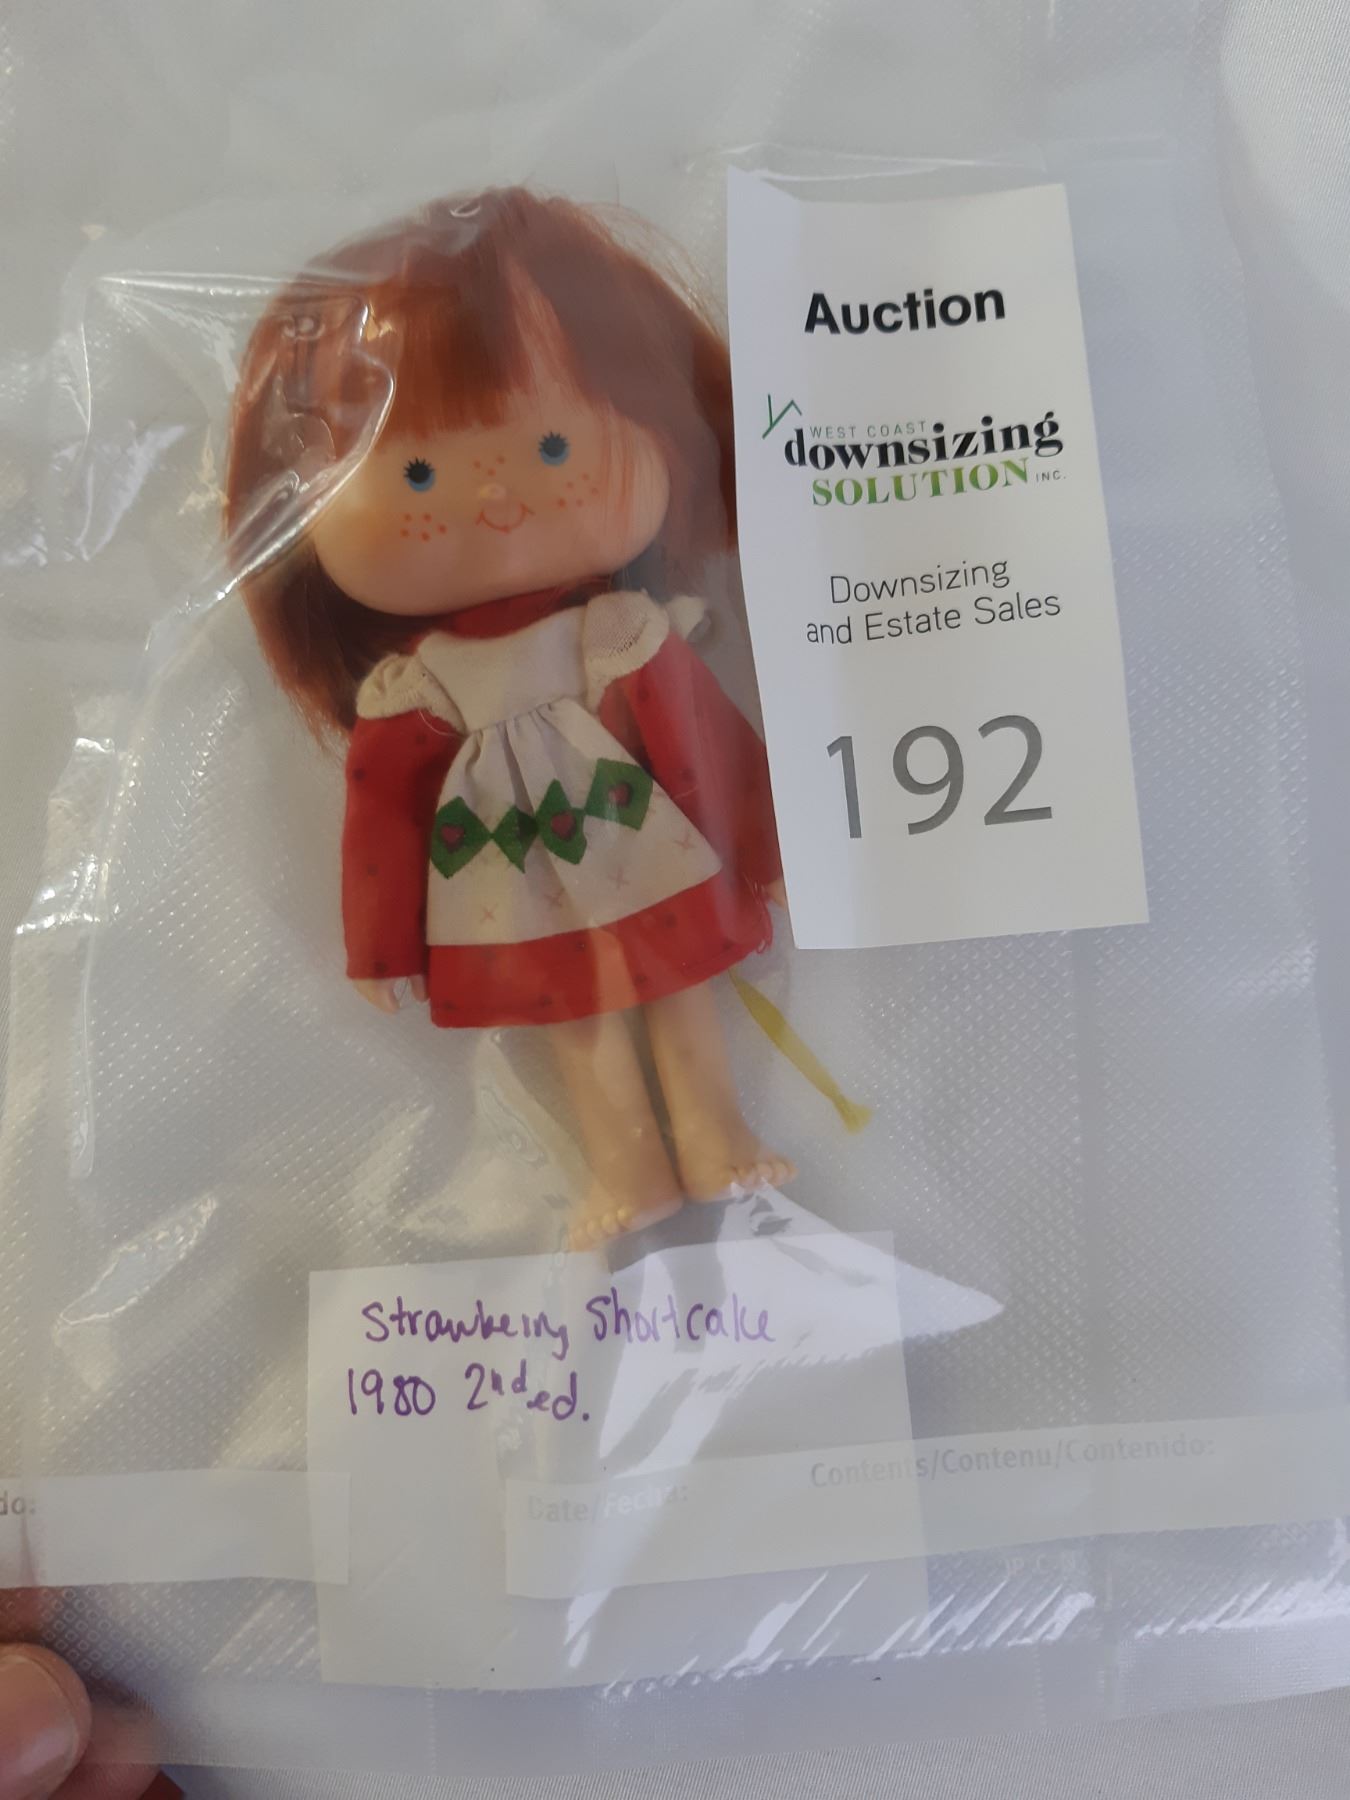 Auction
WEST COAST
downsizing
SOLUTION INC.
Downsizing
and Estate Sales
192
Strawberry Shortcake
1980 2nd ed.
Contents/Contenu/Contenido:
do:
Date/Fecha: